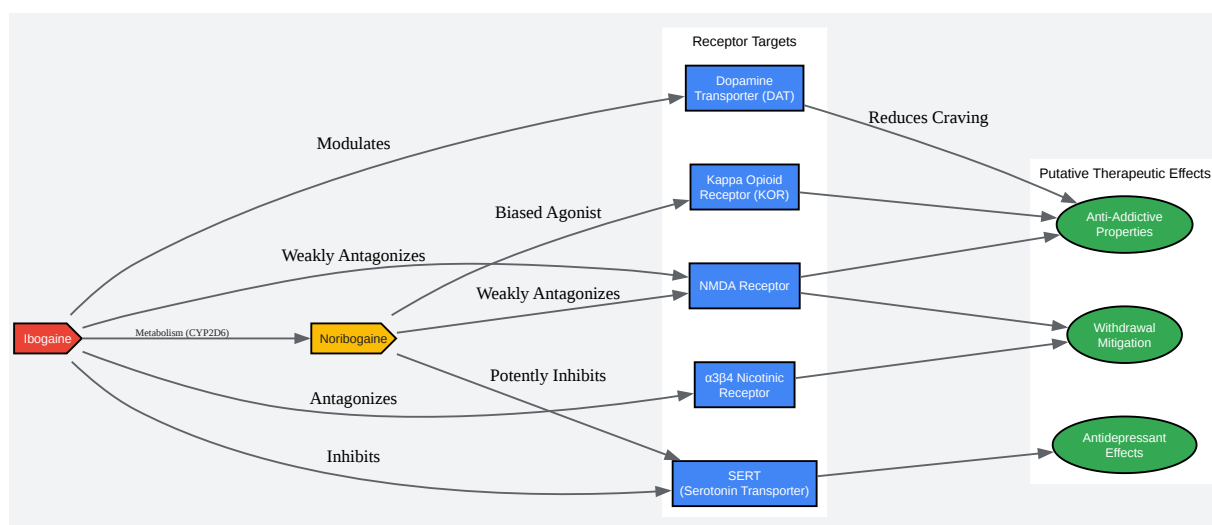 Receptor Targets
Dopamine
Transporter (DAT)
Reduces Craving
Modulates
Putative Therapeutic Effects
Kappa Opioid
Receptor (KOR)
Biased Agonist
Anti-Addictive
Properties
Weakly Antagonizes
NMDA Receptor
Weakly Antagonizes
Ibogaine
Metabolism (CYP2D6)
Noribogaine
Withdrawal
Mitigation
Potently Inhibits
α3β4 Nicotinic
Receptor
Antagonizes
Antidepressant
Effects
Inhibits
SERT
(Serotonin Transporter)